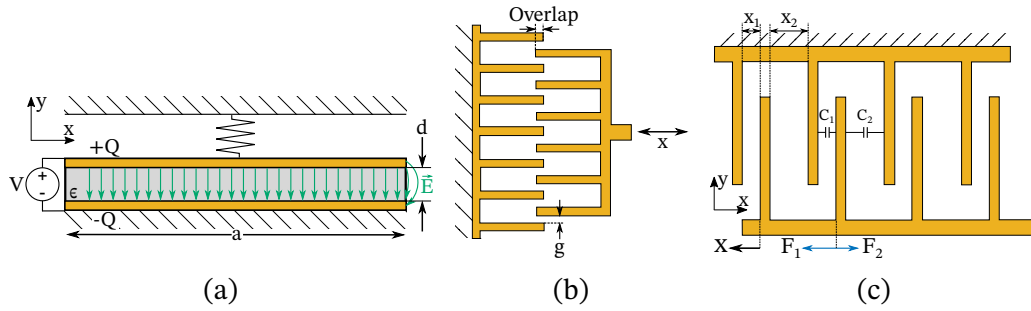 y
x
+Q
d
V
+
-
ϵ
E⃗
-Q
a
(a)
Overlap
x
g
(b)
x₁
x₂
C₁
C₂
y
x
x
F₁
F₂
(c)